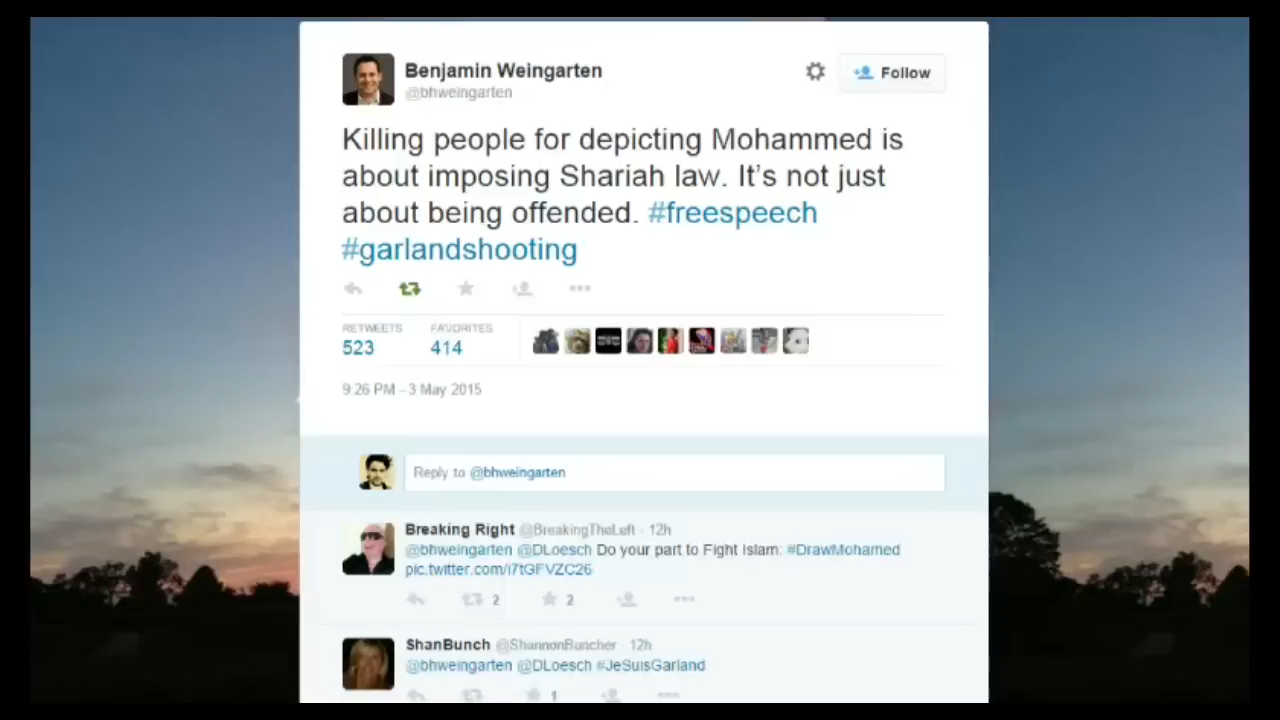 Benjamin Weingarten
@bhweingarten
Follow
Killing people for depicting Mohammed is
about imposing Shariah law. It's not just
about being offended. #freespeech
#garlandshooting
RETWEETS FAVORITES
523 414
9:26 PM - 3 May 2015
Reply to @bhweingarten
Breaking Right @BreakingTheLeft · 12h
@bhweingarten @DLoesch Do your part to Fight Islam: #DrawMohamed
pic.twitter.com/i7tGFVZC26
2 2
ShanBunch @ShannonBuncher · 12h
@bhweingarten @DLoesch #JeSuisGarland
1